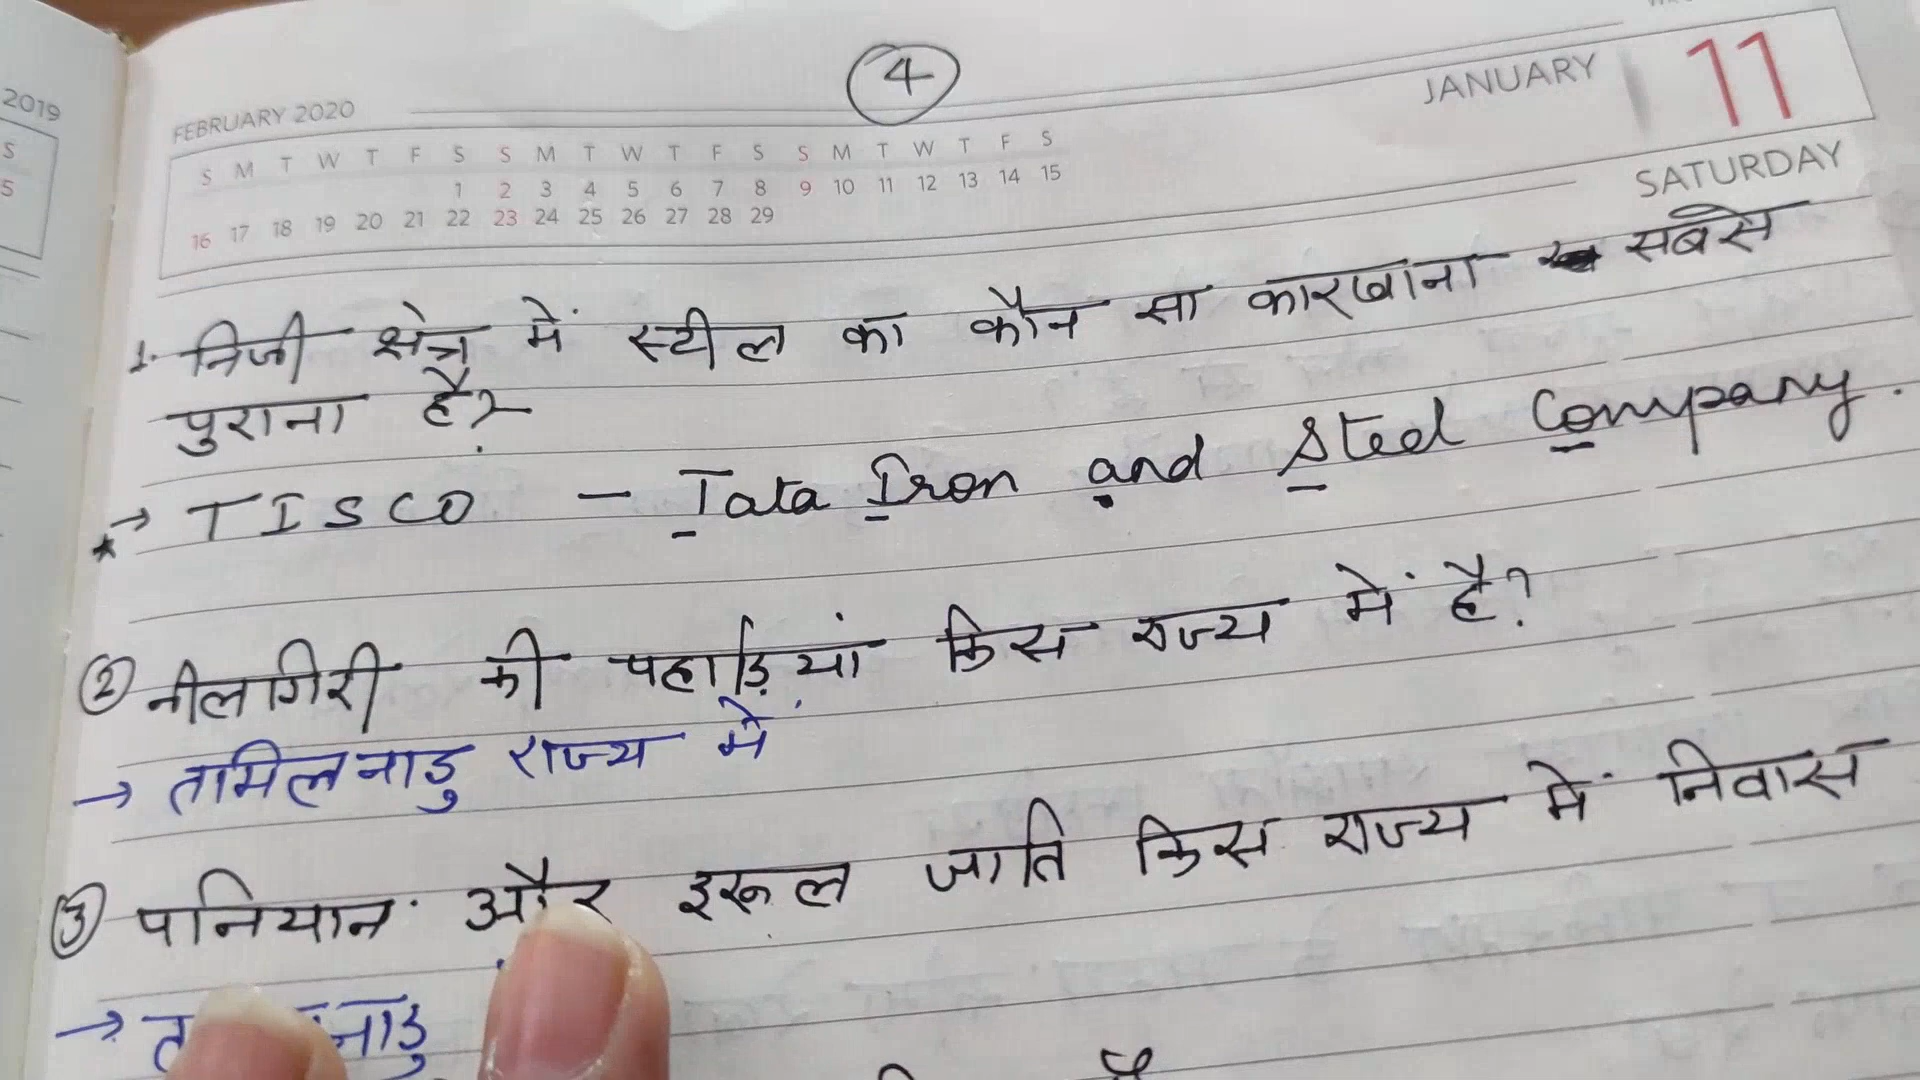 2019
S
5
4
FEBRUARY 2020
JANUARY 11
SATURDAY
S M T W T F S S M T W T F S S M T W T F S
1 2 3 4 5 6 7 8 9 10 11 12 13 14 15
16 17 18 19 20 21 22 23 24 25 26 27 28 29
1. निजी क्षेत्र में स्टील का कौन सा कारखाना सबसे
पुराना है?
→ TISCO - Tata Iron and Steel Company.
② नीलगिरी की पहाड़ियां किस राज्य में है?
→ तामिलनाडु राज्य मे
③ पनियान और इरूल जाति किस राज्य में निवास
→